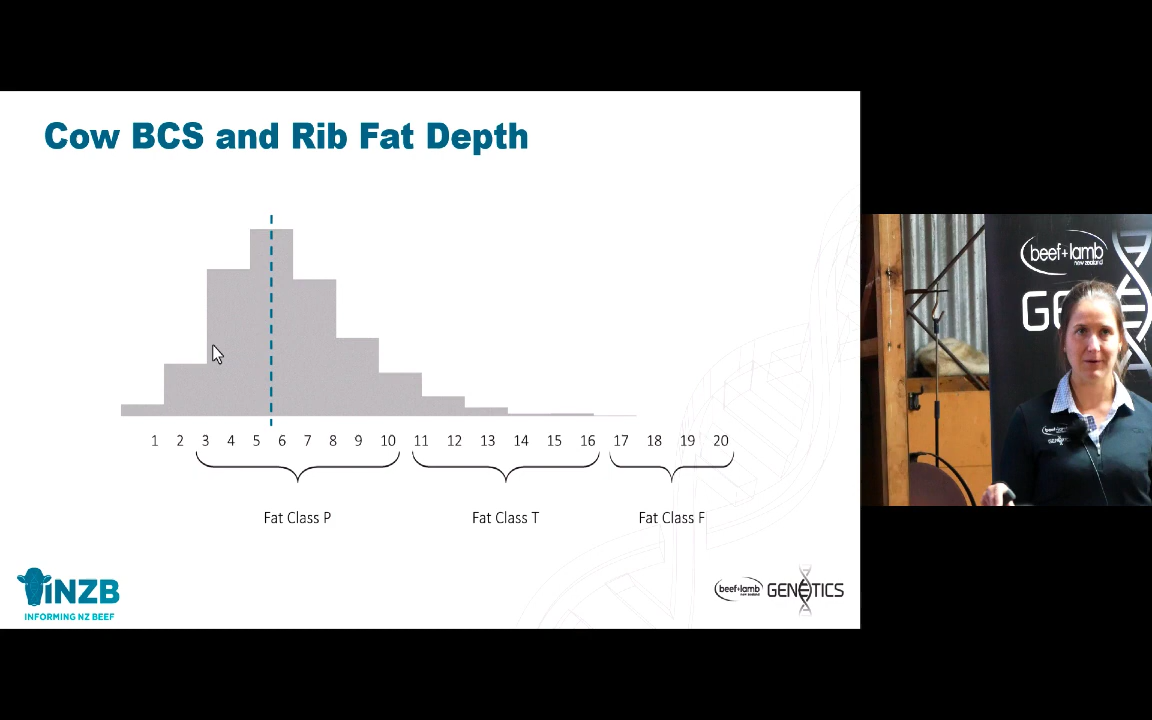 Cow BCS and Rib Fat Depth
1 2 3 4 5 6 7 8 9 10 11 12 13 14 15 16 17 18 19 20
Fat Class P Fat Class T Fat Class F
iNZB
INFORMING NZ BEEF
beef+lamb
new zealand
GENETICS
beef+lamb
new zealand
GE